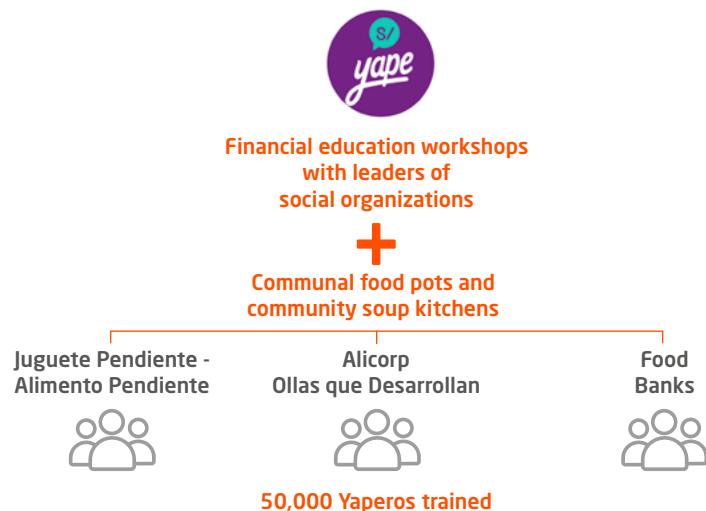 S/
yape
Financial education workshops
with leaders of
social organizations
Communal food pots and
community soup kitchens
Juguete Pendiente -
Alimento Pendiente
Alicorp
Ollas que Desarrollan
Food
Banks
50,000 Yaperos trained